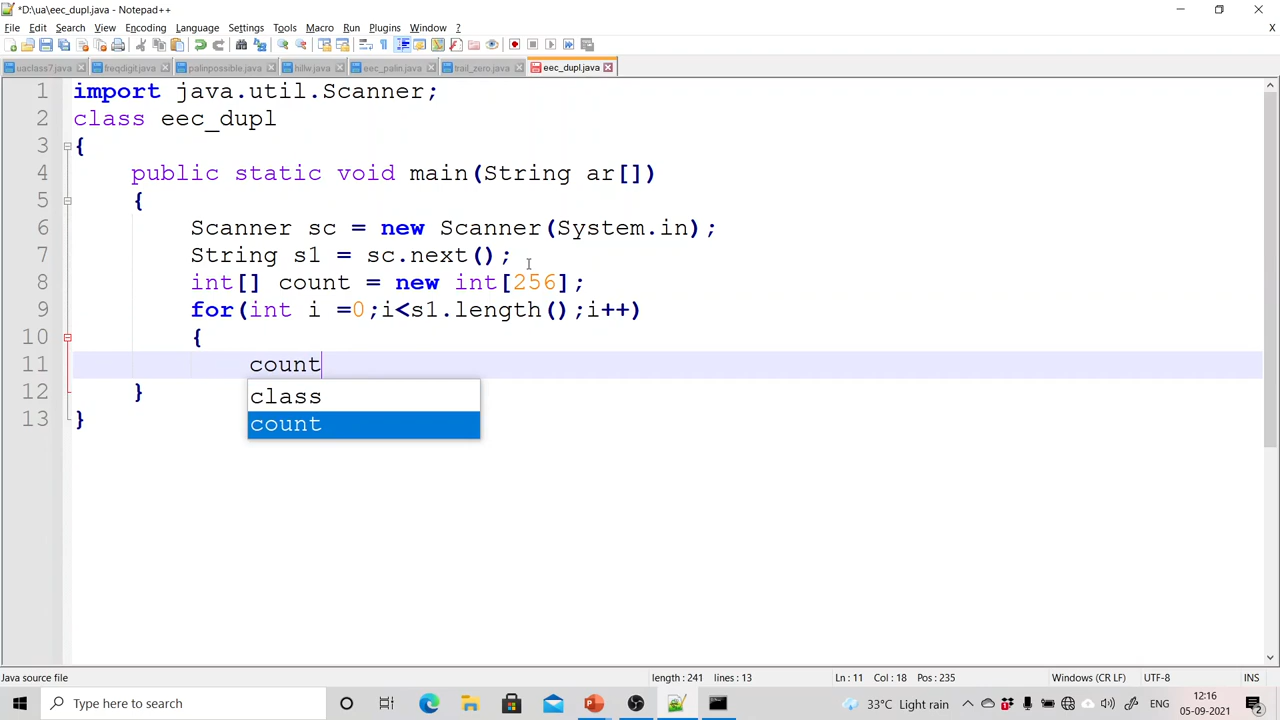 *D:\ua\eec_dupl.java - Notepad++
File Edit Search View Encoding Language Settings Tools Macro Run Plugins Window ?
X
uaclass7.java freqdigit.java palinpossible.java hillw.java eec_palin.java trail_zero.java eec_dupl.java
1 import java.util.Scanner;
2 class eec_dupl
3 {
4 public static void main(String ar[])
5 {
6 Scanner sc = new Scanner(System.in);
7 String s1 = sc.next();
8 int[] count = new int[256];
9 for(int i =0;i<s1.length();i++)
10 {
11 count
12 }
class
13 }
count
Java source file length : 241 lines : 13 Ln : 11 Col : 18 Pos : 235 Windows (CR LF) UTF-8 INS
Type here to search 33°C Light rain ENG 12:16
05-09-2021 2